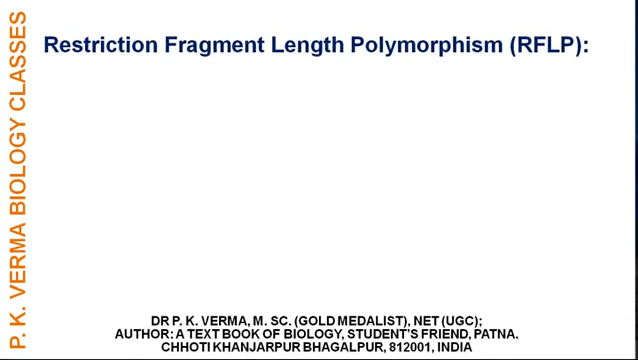 Restriction Fragment Length Polymorphism (RFLP):
P. K. VERMA BIOLOGY CLASSES
DR P. K. VERMA, M. SC. (GOLD MEDALIST), NET (UGC);
AUTHOR: A TEXT BOOK OF BIOLOGY, STUDENT'S FRIEND, PATNA.
CHHOTI KHANJARPUR BHAGALPUR, 812001, INDIA